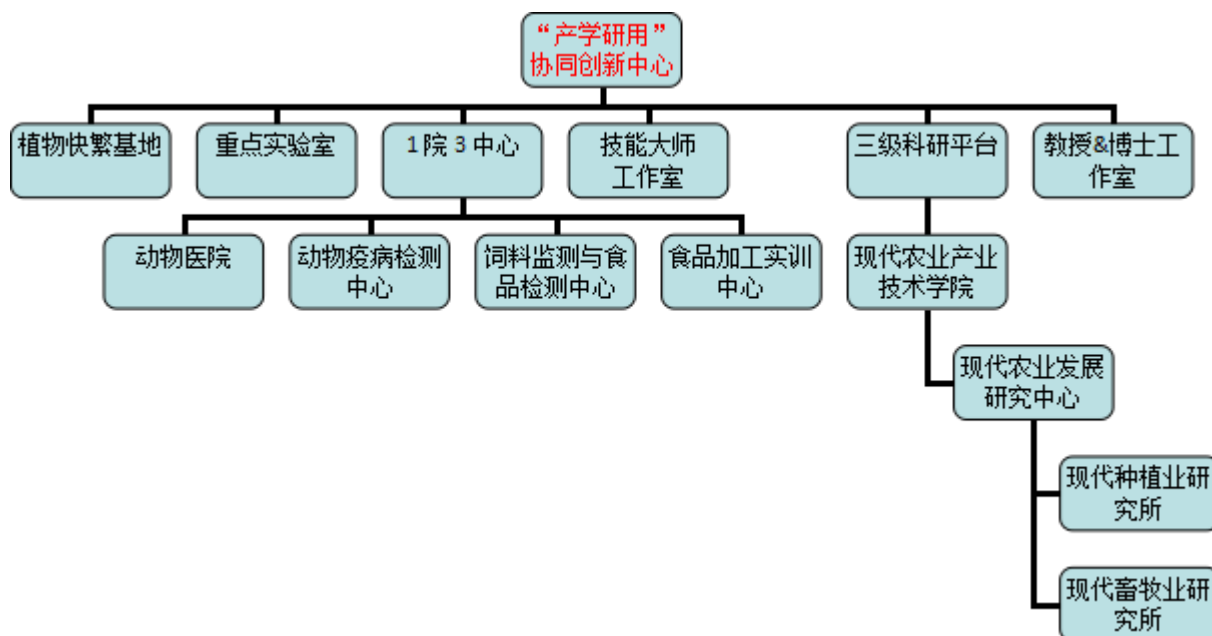 “产学研用”
协同创新中心
植物快繁基地
重点实验室
1院3中心
技能大师
工作室
三级科研平台
教授&博士工
作室
动物医院
动物疫病检测
中心
饲料监测与食
品检测中心
食品加工实训
中心
现代农业产业
技术学院
现代农业发展
研究中心
现代种植业研
究所
现代畜牧业研
究所